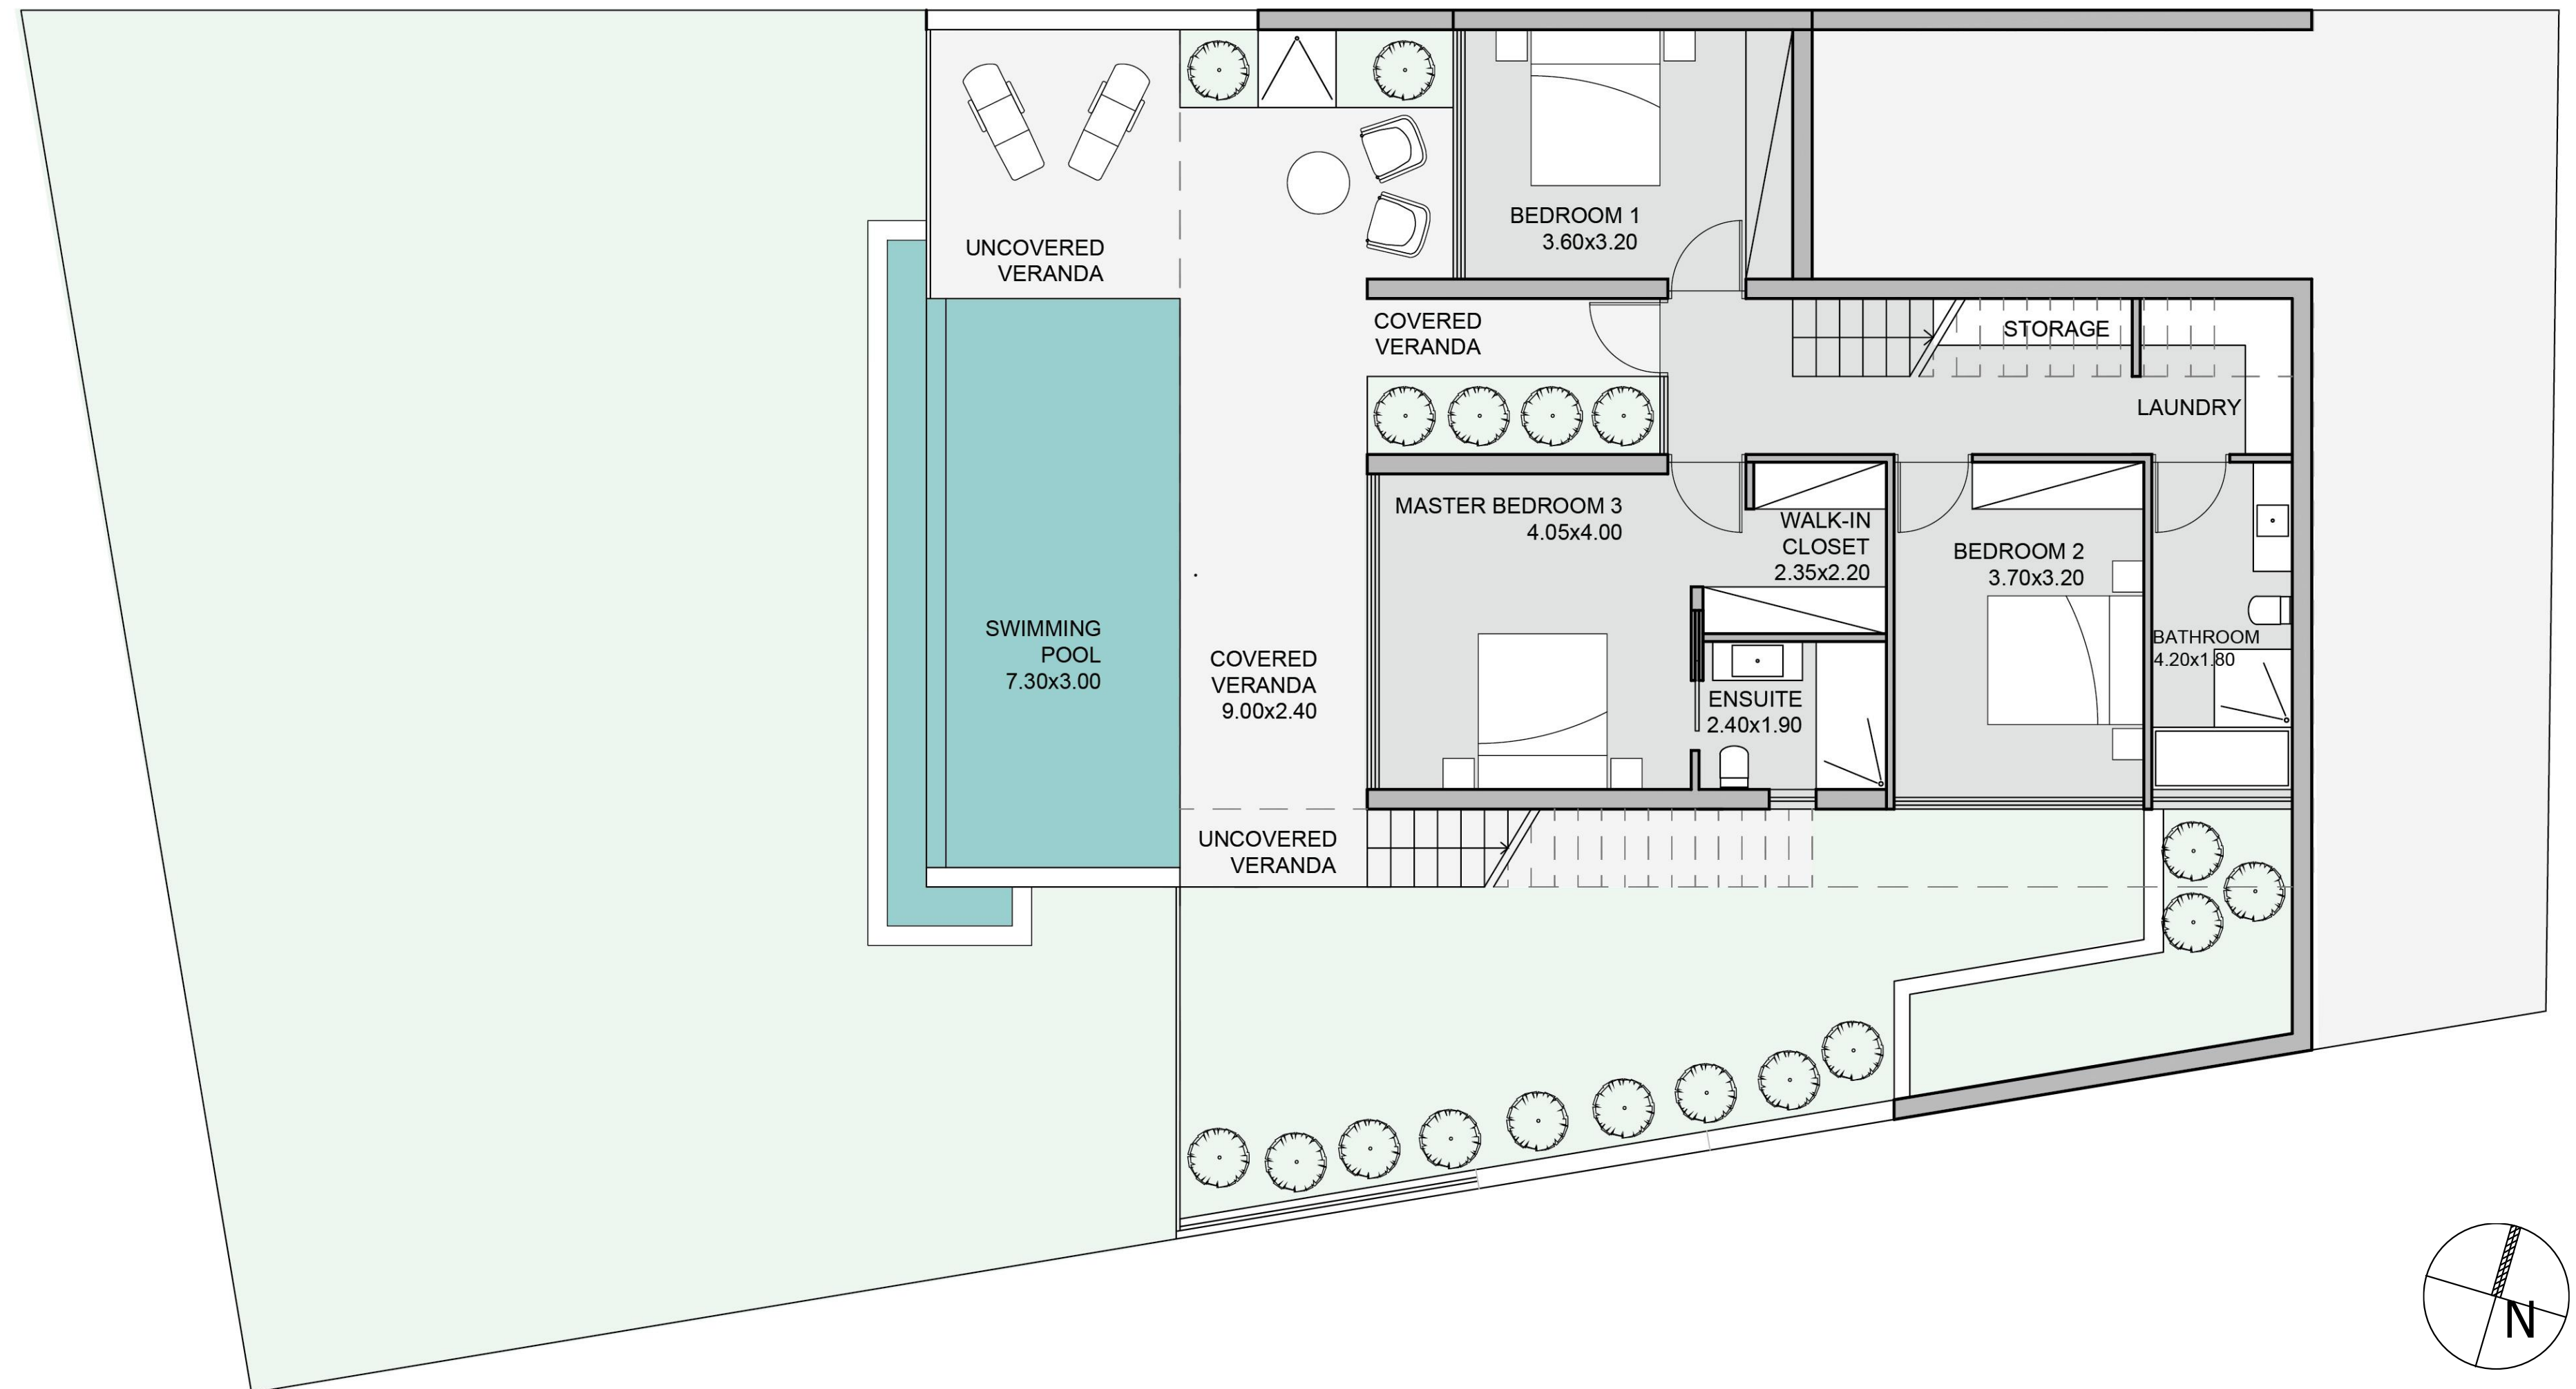 BEDROOM 1
3.60x3.20
UNCOVERED
VERANDA
COVERED
VERANDA
STORAGE
LAUNDRY
MASTER BEDROOM 3
4.05x4.00
WALK-IN
CLOSET
2.35x2.20
BEDROOM 2
3.70x3.20
SWIMMING
POOL
7.30x3.00
COVERED
VERANDA
9.00x2.40
ENSUITE
2.40x1.90
BATHROOM
4.20x1.80
UNCOVERED
VERANDA
N